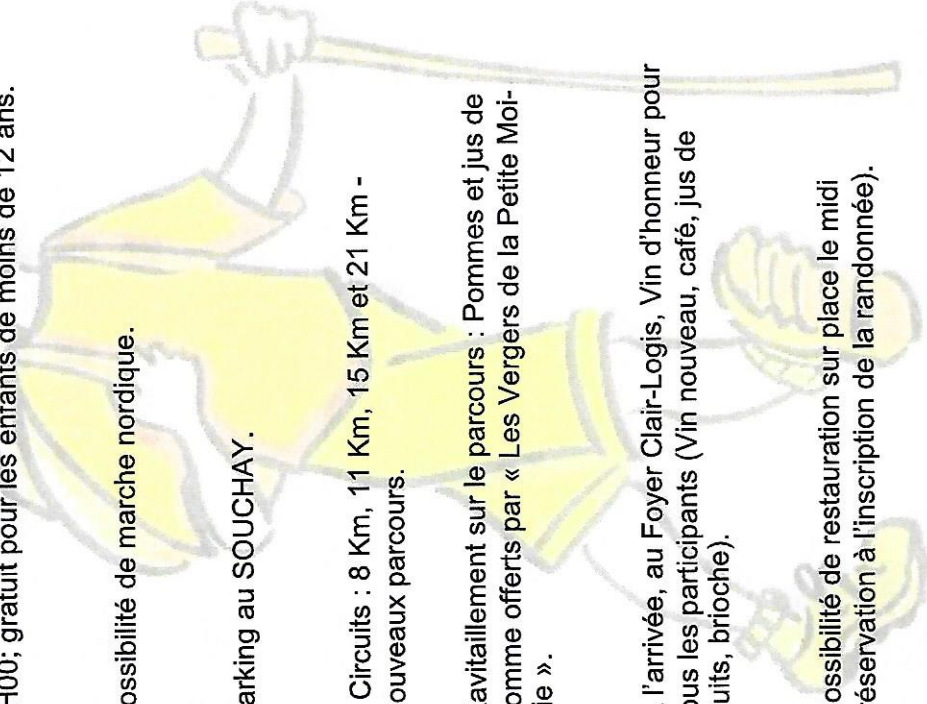 H00; gratuit pour les enfants de moins de 12 ans.
ossibilité de marche nordique.
arking au SOUCHAY.
Circuits : 8 Km, 11 Km, 15 Km et 21 Km -
ouveaux parcours.
avitaillement sur le parcours : Pommes et jus de
omme offerts par « Les Vergers de la Petite Moi-
ie ».
l'arrivée, au Foyer Clair-Logis, Vin d'honneur pour
ous les participants (Vin nouveau, café, jus de
uits, brioche).
ossibilité de restauration sur place le midi
éservation à l'inscription de la randonnée).